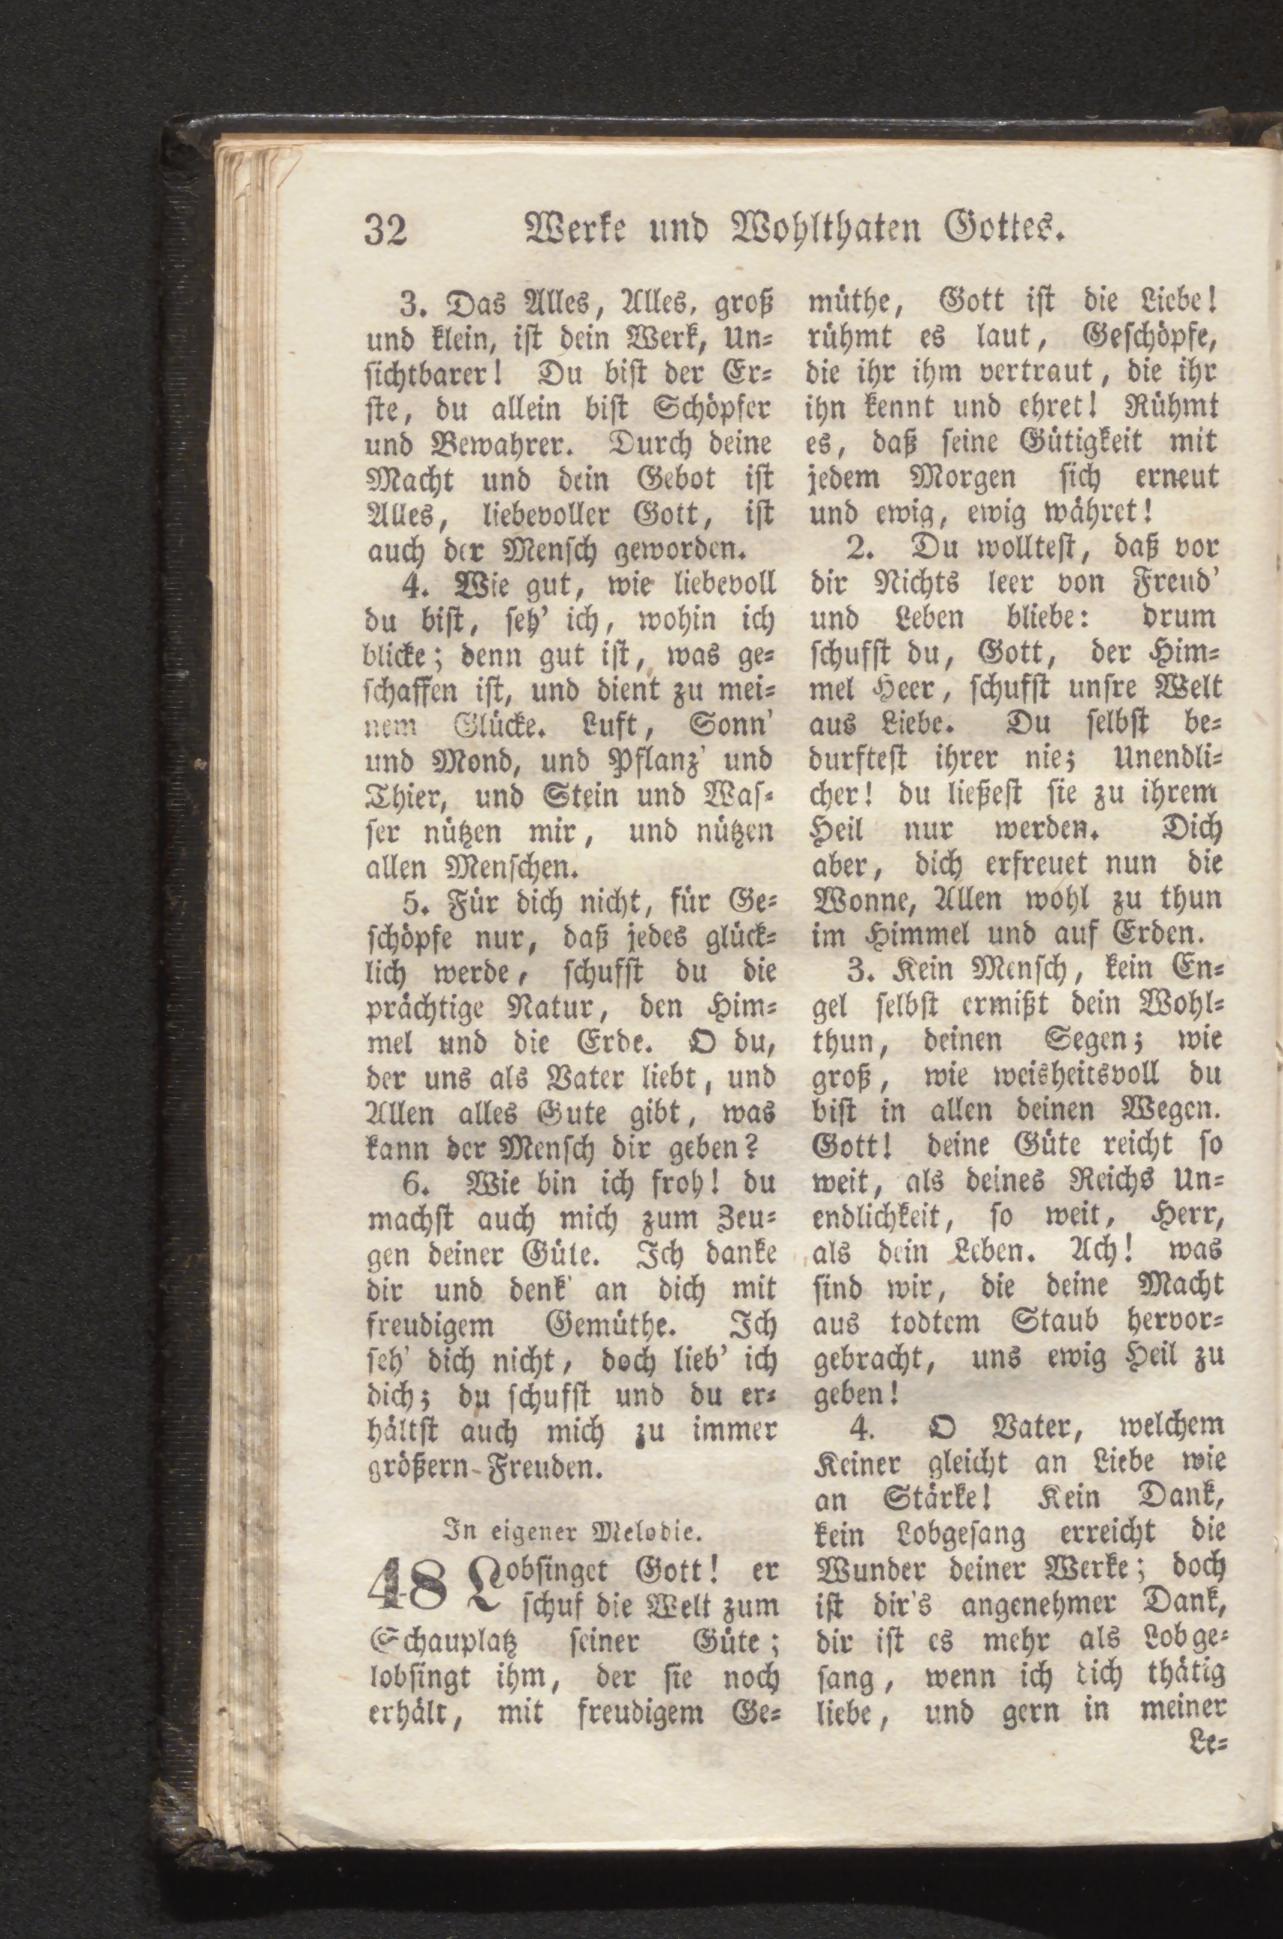 32 Werke und Wohlthaten Gottes.
3. Das Alles, Alles, groß
und klein, ist dein Werk, Un-
sichtbarer! Du bist der Er-
ste, du allein bist Schöpfer
und Bewahrer. Durch deine
Macht und dein Gebot ist
Alles, liebevoller Gott, ist
auch der Mensch geworden.
4. Wie gut, wie liebevoll
du bist, seh' ich, wohin ich
blicke; denn gut ist, was ge-
schaffen ist, und dient zu mei-
nem Glücke. Luft, Sonn'
und Mond, und Pflanz' und
Thier, und Stein und Was-
ser nützen mir, und nützen
allen Menschen.
5. Für dich nicht, für Ge-
schöpfe nur, daß jedes glück-
lich werde, schufst du die
prächtige Natur, den Him-
mel und die Erde. O du,
der uns als Vater liebt, und
Allen alles Gute gibt, was
kann der Mensch dir geben?
6. Wie bin ich froh! du
machst auch mich zum Zeu-
gen deiner Güte. Ich danke
dir und denk' an dich mit
freudigem Gemüthe. Ich
seh' dich nicht, doch lieb' ich
dich; du schufst und du er-
hältst auch mich zu immer
größern Freuden.
In eigener Melodie.
48 Lobsinget Gott! er
schuf die Welt zum
Schauplatz seiner Güte;
lobsingt ihm, der sie noch
erhält, mit freudigem Ge-
müthe, Gott ist die Liebe!
rühmt es laut, Geschöpfe,
die ihr ihm vertraut, die ihr
ihn kennt und ehret! Rühmt
es, daß seine Gütigkeit mit
jedem Morgen sich erneut
und ewig, ewig währet!
2. Du wolltest, daß vor
dir Nichts leer von Freud'
und Leben bliebe: drum
schufst du, Gott, der Him-
mel Heer, schufst unsre Welt
aus Liebe. Du selbst be-
durftest ihrer nie; Unendli-
cher! du ließest sie zu ihrem
Heil nur werden. Dich
aber, dich erfreuet nun die
Wonne, Allen wohl zu thun
im Himmel und auf Erden.
3. Kein Mensch, kein En-
gel selbst ermißt dein Wohl-
thun, deinen Segen; wie
groß, wie weisheitsvoll du
bist in allen deinen Wegen.
Gott! deine Güte reicht so
weit, als deines Reichs Un-
endlichkeit, so weit, Herr,
als dein Leben. Ach! was
sind wir, die deine Macht
aus todtem Staub hervor-
gebracht, uns ewig Heil zu
geben!
4. O Vater, welchem
Keiner gleicht an Liebe wie
an Stärke! Kein Dank,
kein Lobgesang erreicht die
Wunder deiner Werke; doch
ist dir's angenehmer Dank,
dir ist es mehr als Lobge-
sang, wenn ich dich thätig
liebe, und gern in meiner
Le-